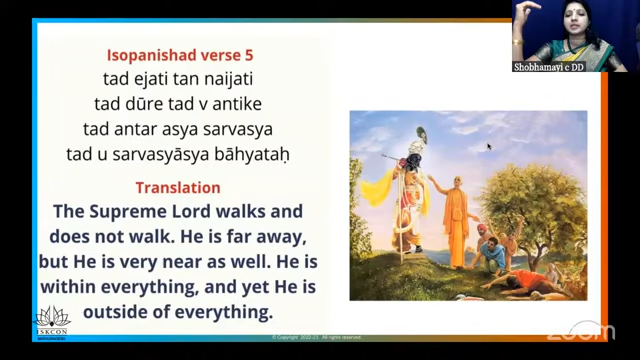 Isopanishad verse 5
tad ejati tan naijati
tad dūre tad v antike
tad antar asya sarvasya
tad u sarvasyāsya bāhyataḥ
Translation
The Supreme Lord walks and
does not walk. He is far away,
but He is very near as well. He is
within everything, and yet He is
outside of everything.
Shobhamayi c DD
ISKCON
zoom